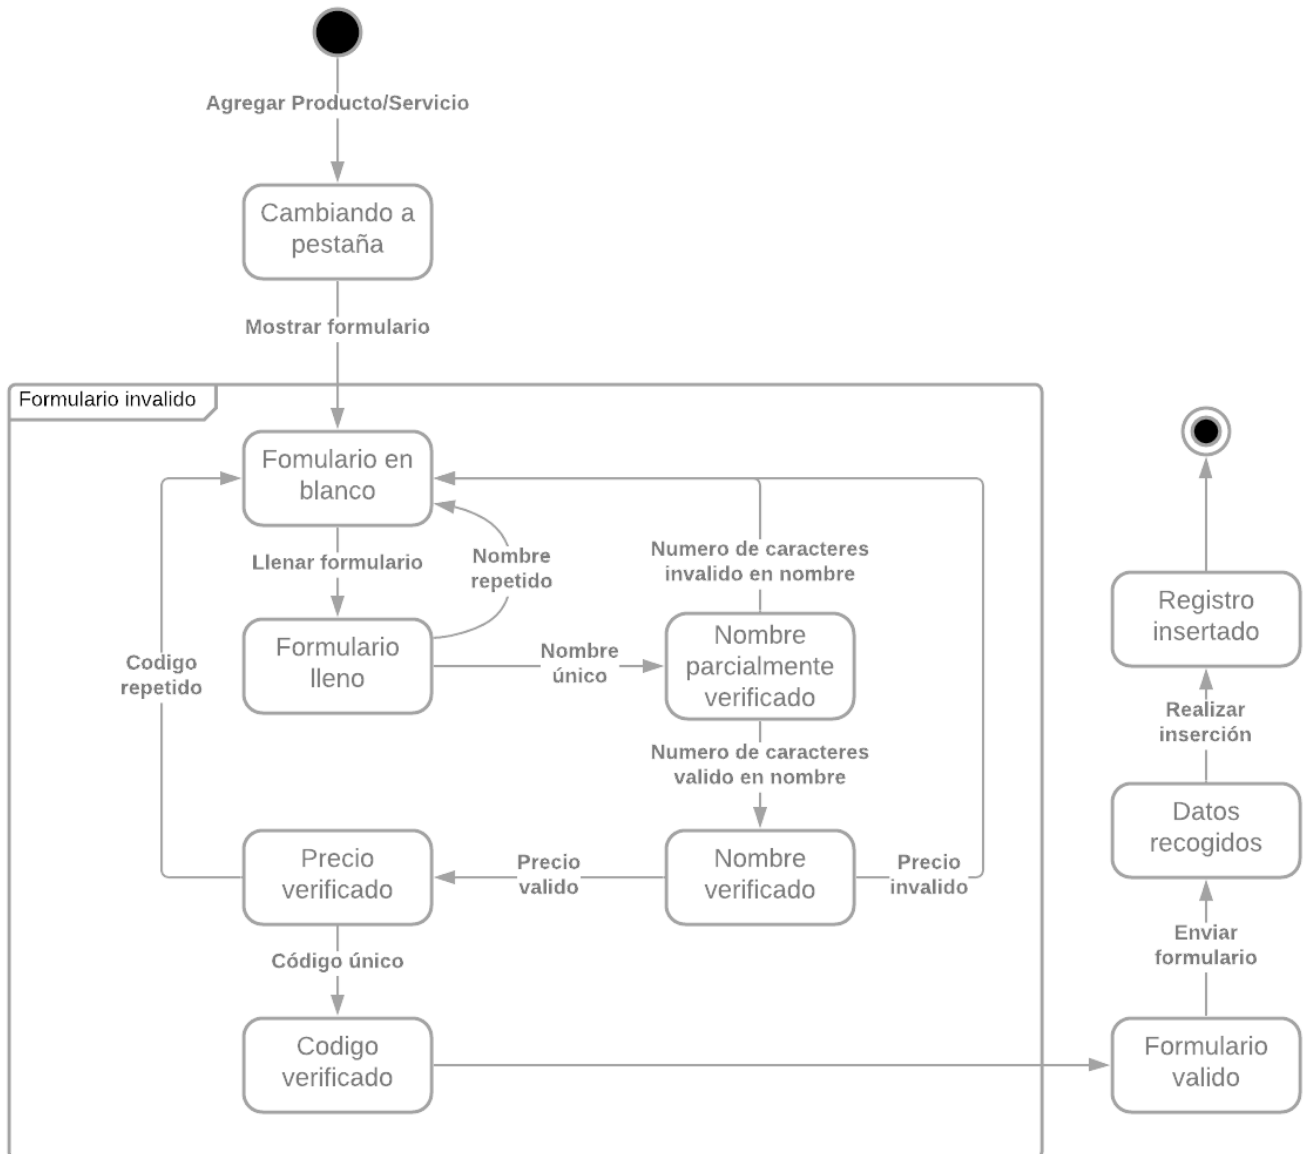 Agregar Producto/Servicio
Cambiando a
pestaña
Mostrar formulario
Formulario invalido
Fomulario en
blanco
Llenar formulario
Nombre
repetido
Numero de caracteres
invalido en nombre
Formulario
lleno
Nombre
único
Nombre
parcialmente
verificado
Codigo
repetido
Numero de caracteres
valido en nombre
Precio
verificado
Precio
valido
Nombre
verificado
Precio
invalido
Código único
Codigo
verificado
Registro
insertado
Realizar
inserción
Datos
recogidos
Enviar
formulario
Formulario
valido